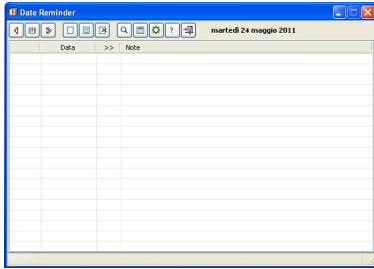 Date Reminder
? martedì 24 maggio 2011
Data >> Note